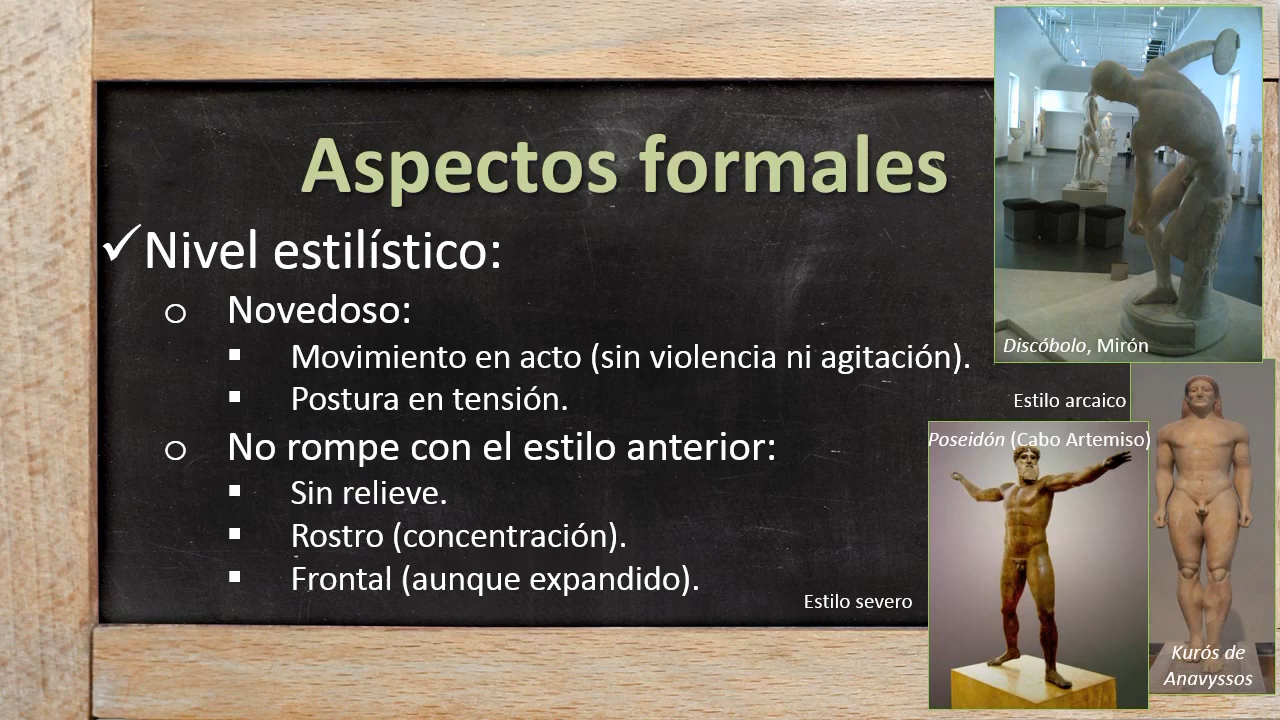 Aspectos formales
✓Nivel estilístico:
o Novedoso:
▪ Movimiento en acto (sin violencia ni agitación).
▪ Postura en tensión.
o No rompe con el estilo anterior:
▪ Sin relieve.
▪ Rostro (concentración).
▪ Frontal (aunque expandido).
Discóbolo, Mirón
Estilo arcaico
Poseidón (Cabo Artemiso)
Estilo severo
Kurós de
Anavyssos